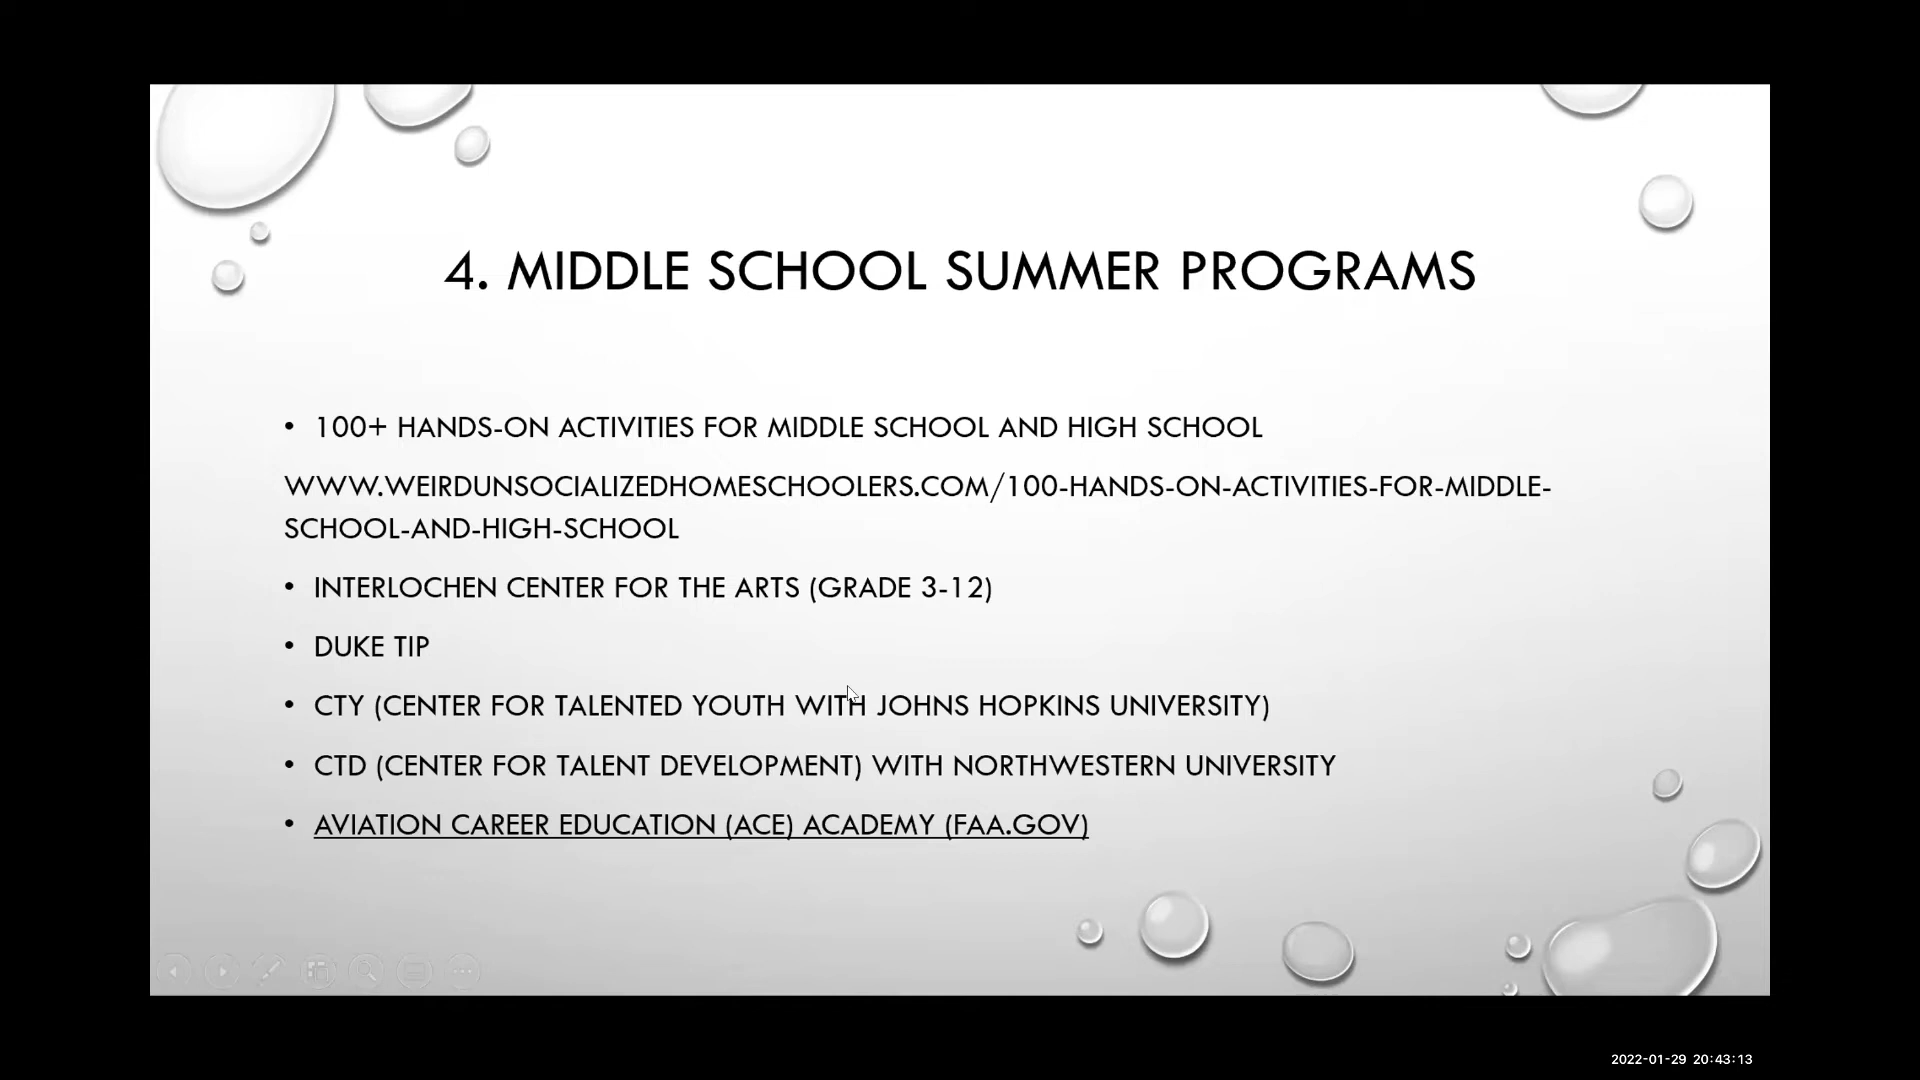 4. MIDDLE SCHOOL SUMMER PROGRAMS
• 100+ HANDS-ON ACTIVITIES FOR MIDDLE SCHOOL AND HIGH SCHOOL
WWW.WEIRDUNSOCIALIZEDHOMESCHOOLERS.COM/100-HANDS-ON-ACTIVITIES-FOR-MIDDLE-
SCHOOL-AND-HIGH-SCHOOL
• INTERLOCHEN CENTER FOR THE ARTS (GRADE 3-12)
• DUKE TIP
• CTY (CENTER FOR TALENTED YOUTH WITH JOHNS HOPKINS UNIVERSITY)
• CTD (CENTER FOR TALENT DEVELOPMENT) WITH NORTHWESTERN UNIVERSITY
• AVIATION CAREER EDUCATION (ACE) ACADEMY (FAA.GOV)
2022-01-29 20:43:13